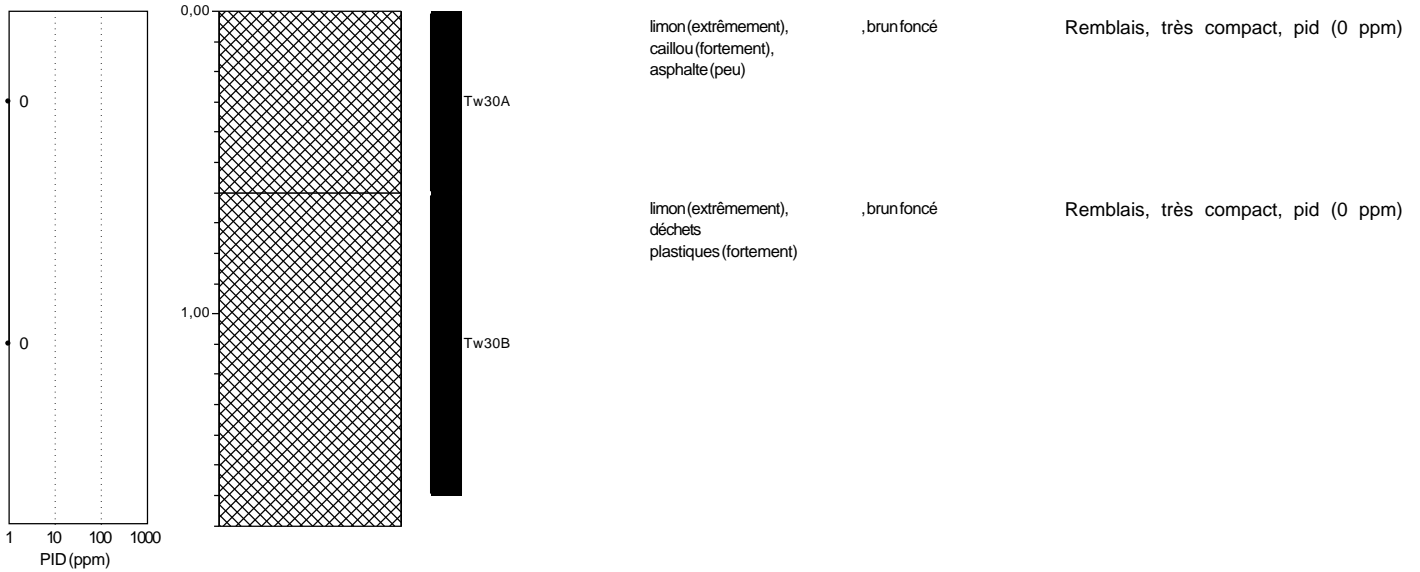 0,00
limon (extrêmement),
caillou (fortement),
asphalte (peu)
, brun foncé
Remblais, très compact, pid (0 ppm)
0
Tw30A
limon (extrêmement),
déchets
plastiques (fortement)
, brun foncé
Remblais, très compact, pid (0 ppm)
1,00
0
Tw30B
1 10 100 1000
PID (ppm)